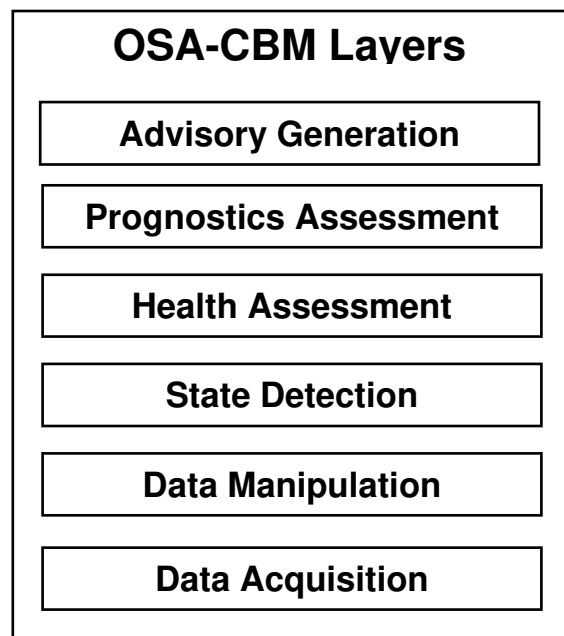 OSA-CBM Layers
Advisory Generation
Prognostics Assessment
Health Assessment
State Detection
Data Manipulation
Data Acquisition